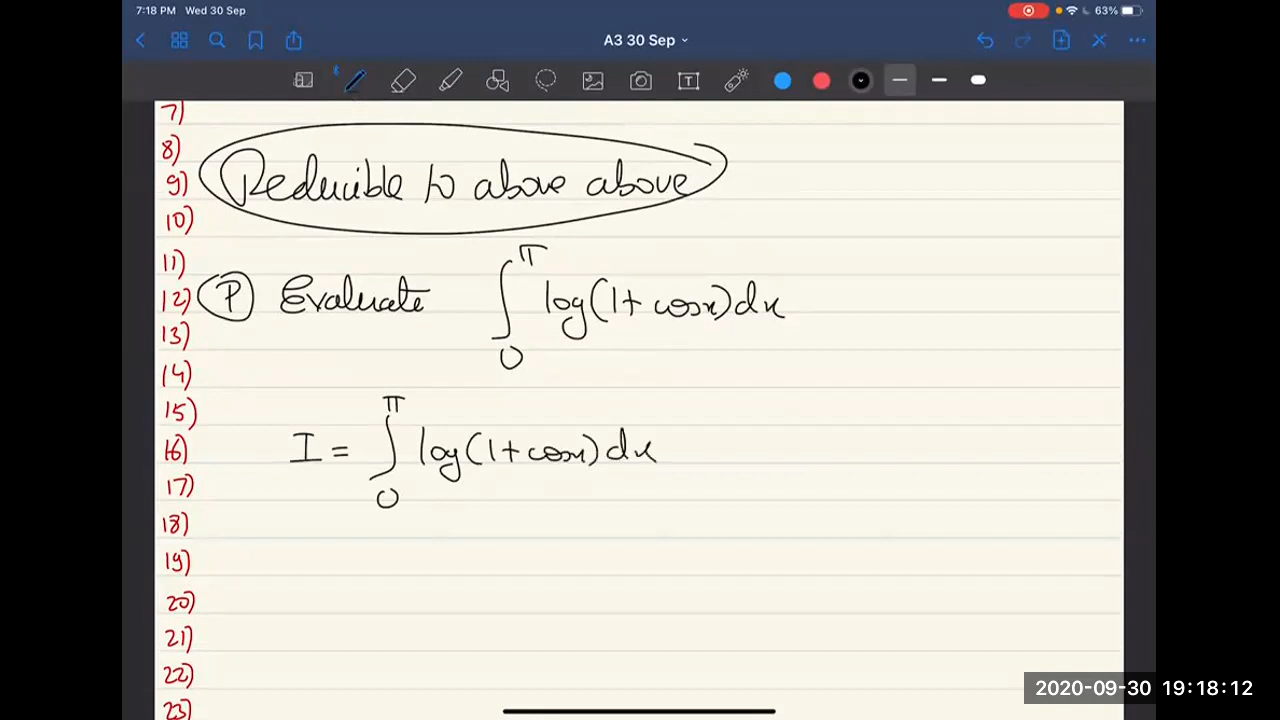 7:18 PM Wed 30 Sep 63%
A3 30 Sep
T
7)
8)
9) Reducible to above above
10)
11)
12) P Evaluate ∫₀^π log(1+cosx)dx
13)
14)
15)
16) I = ∫₀^π log(1+cosx)dx
17)
18)
19)
20)
21)
22)
23)
2020-09-30 19:18:12